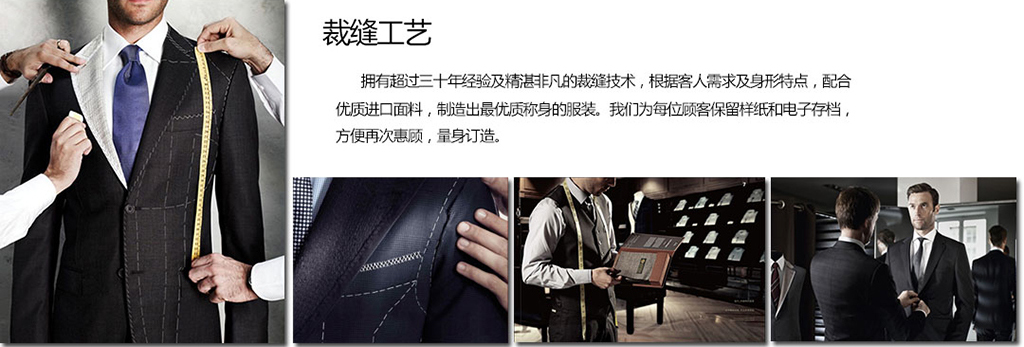 裁缝工艺
拥有超过三十年经验及精湛非凡的裁缝技术，根据客人需求及身形特点，配合
优质进口面料，制造出最优质称身的服装。我们为每位顾客保留样纸和电子存档，
方便再次惠顾，量身订造。